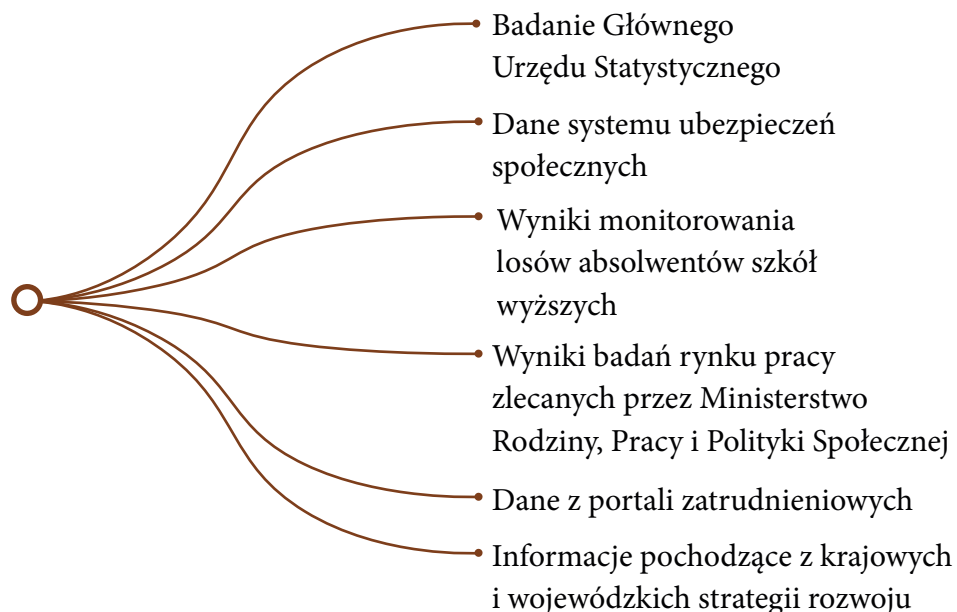 Badanie Głównego
Urzędu Statystycznego
Dane systemu ubezpieczeń
społecznych
Wyniki monitorowania
losów absolwentów szkół
wyższych
Wyniki badań rynku pracy
zlecanych przez Ministerstwo
Rodziny, Pracy i Polityki Społecznej
Dane z portali zatrudnieniowych
Informacje pochodzące z krajowych
i wojewódzkich strategii rozwoju